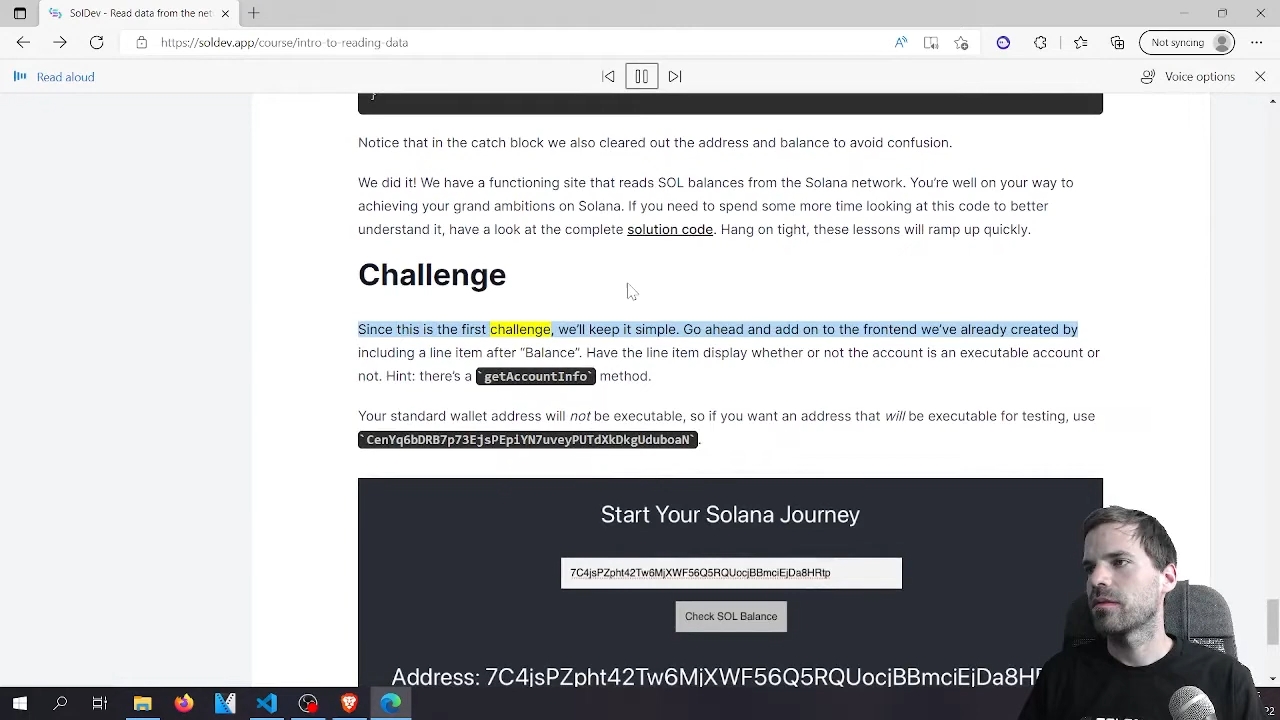 SolDev - Read data from the net
https://soldev.app/course/intro-to-reading-data
Not syncing
Read aloud
Voice options
}
Notice that in the catch block we also cleared out the address and balance to avoid confusion.
We did it! We have a functioning site that reads SOL balances from the Solana network. You’re well on your way to
achieving your grand ambitions on Solana. If you need to spend some more time looking at this code to better
understand it, have a look at the complete solution code. Hang on tight, these lessons will ramp up quickly.
Challenge
Since this is the first challenge, we’ll keep it simple. Go ahead and add on to the frontend we’ve already created by
including a line item after “Balance”. Have the line item display whether or not the account is an executable account or
not. Hint: there’s a `getAccountInfo` method.
Your standard wallet address will not be executable, so if you want an address that will be executable for testing, use
`CenYq6bDRB7p73EjsPEpiYN7uveyPUTdXkDkgUduboaN`.
Start Your Solana Journey
7C4jsPZpht42Tw6MjXWF56Q5RQUocjBBmciEjDa8HRtp
Check SOL Balance
Address: 7C4jsPZpht42Tw6MjXWF56Q5RQUocjBBmciEjDa8H